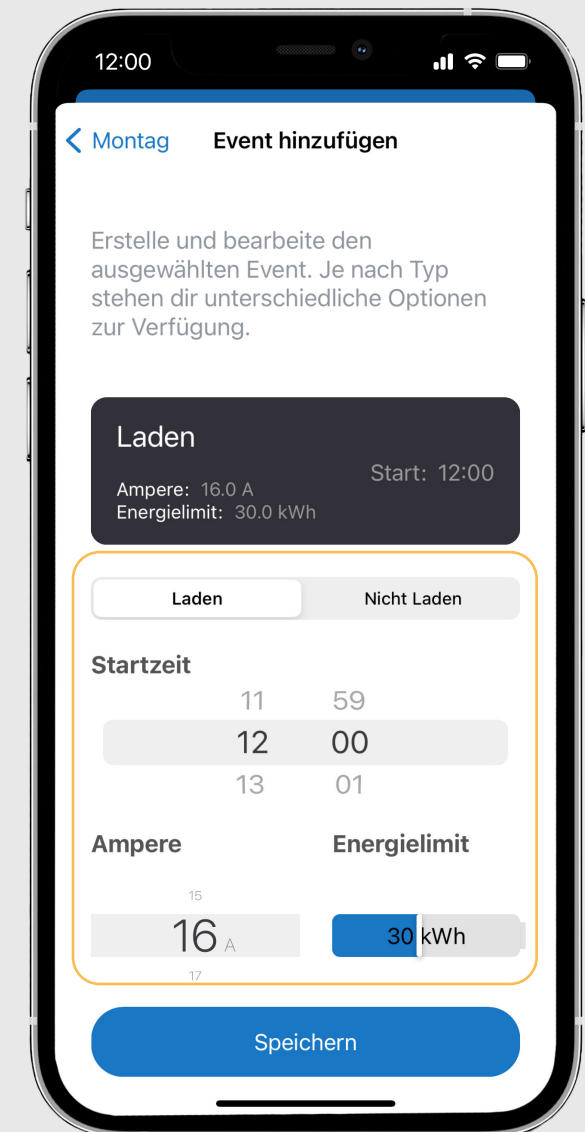 12:00
Montag Event hinzufügen
Erstelle und bearbeite den
ausgewählten Event. Je nach Typ
stehen dir unterschiedliche Optionen
zur Verfügung.
Laden
Start: 12:00
Ampere: 16.0 A
Energielimit: 30.0 kWh
Laden Nicht Laden
Startzeit
11 59
12 00
13 01
Ampere Energielimit
15
16 A 30 kWh
17
Speichern